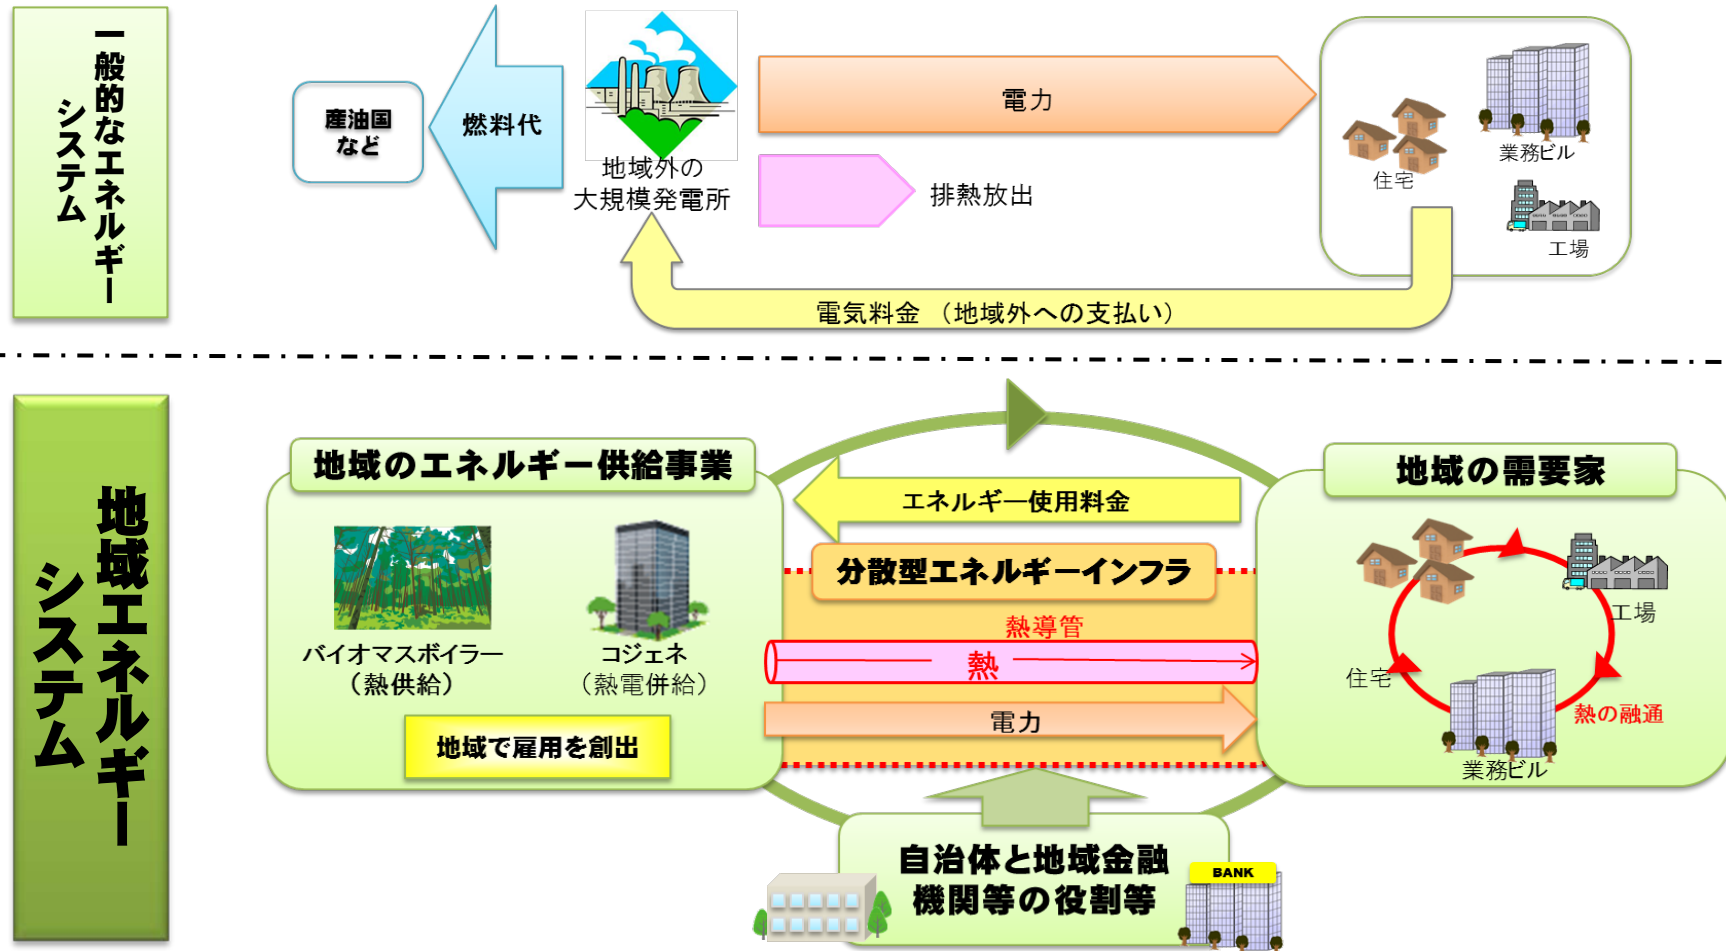 一般的なエネルギー
システム
産油国
など
燃料代
地域外の
大規模発電所
電力
排熱放出
住宅
業務ビル
工場
電気料金 （地域外への支払い）
地域エネルギー
システム
地域のエネルギー供給事業
バイオマスボイラー
（熱供給）
コジェネ
（熱電併給）
地域で雇用を創出
エネルギー使用料金
分散型エネルギーインフラ
熱導管
熱
電力
地域の需要家
工場
住宅
熱の融通
業務ビル
自治体と地域金融
機関等の役割等
BANK